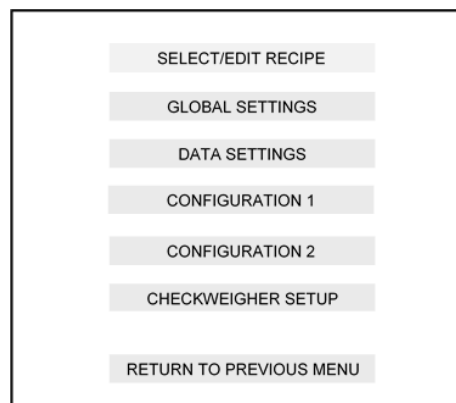 SELECT/EDIT RECIPE
GLOBAL SETTINGS
DATA SETTINGS
CONFIGURATION 1
CONFIGURATION 2
CHECKWEIGHER SETUP
RETURN TO PREVIOUS MENU